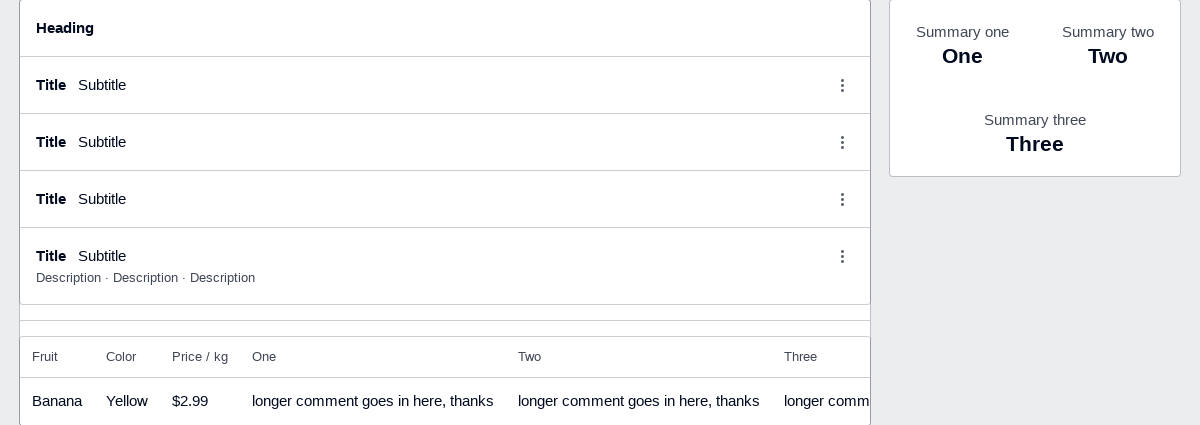 Heading
Title Subtitle
Title Subtitle
Title Subtitle
Title Subtitle
Description · Description · Description
Fruit Color Price / kg One Two Three
Banana Yellow $2.99 longer comment goes in here, thanks longer comment goes in here, thanks longer comm
Summary one Summary two
One Two
Summary three
Three